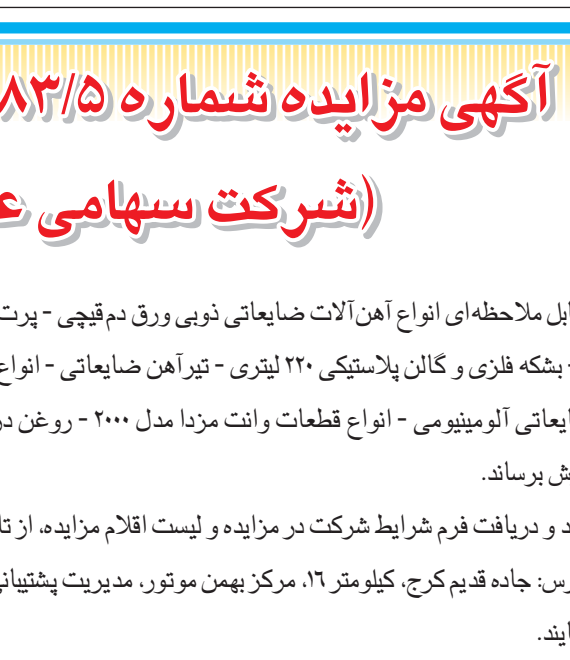 آگهی مزایده شماره ۸۳/۵
(شرکت سهامی ع
ابل ملاحظه‌ای انواع آهن‌آلات ضایعاتی ذوبی ورق دم‌قیچی - پرت
- بشکه فلزی و گالن پلاستیکی ۲۲۰ لیتری - تیرآهن ضایعاتی - انواع
ایعاتی آلومینیومی - انواع قطعات وانت مزدا مدل ۲۰۰۰ - روغن در
ش برساند.
د و دریافت فرم شرایط شرکت در مزایده و لیست اقلام مزایده، از تا
رس: جاده قدیم کرج، کیلومتر ۱۶، مرکز بهمن موتور، مدیریت پشتیبانی
ایند.